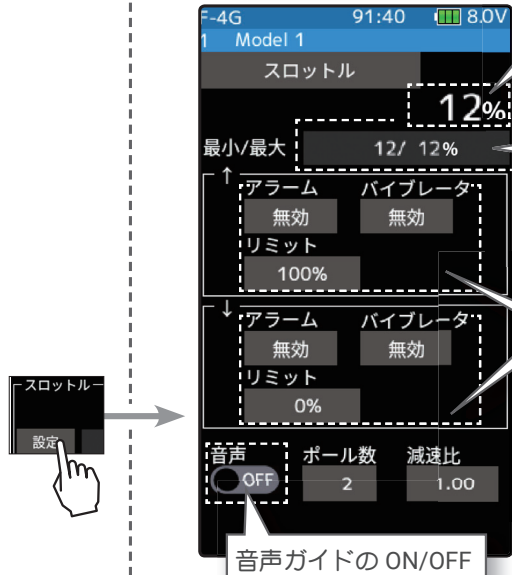 F-4G 91:40 8.0V
1 Model 1
スロットル
12%
最小/最大 12/ 12%
↑
アラーム バイブレータ
無効 無効
リミット
100%
↓
アラーム バイブレータ
無効 無効
リミット
0%
スロットル
設定
音声 ポール数 減速比
OFF 2 1.00
音声ガイドの ON/OFF